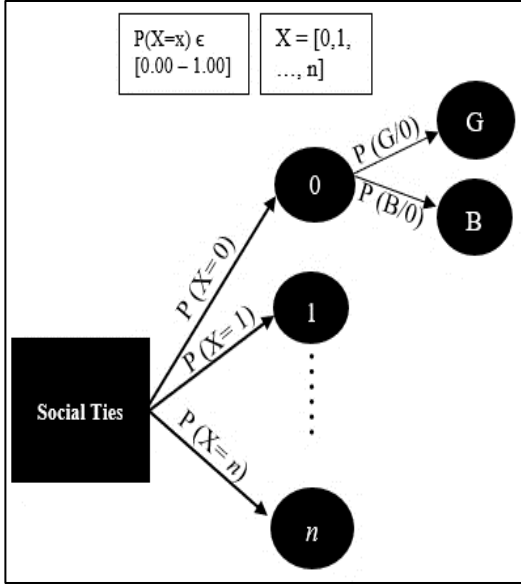 P(X=x) ϵ
[0.00 – 1.00]
X = [0,1,
…, n]
G
P (G/0)
0
P (B/0)
B
P (X= 0)
1
P (X= 1)
Social Ties
P (X= n)
n